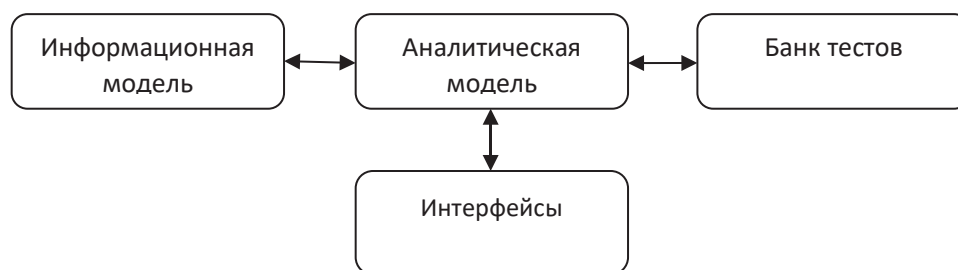 Информационная
модель
Аналитическая
модель
Банк тестов
Интерфейсы